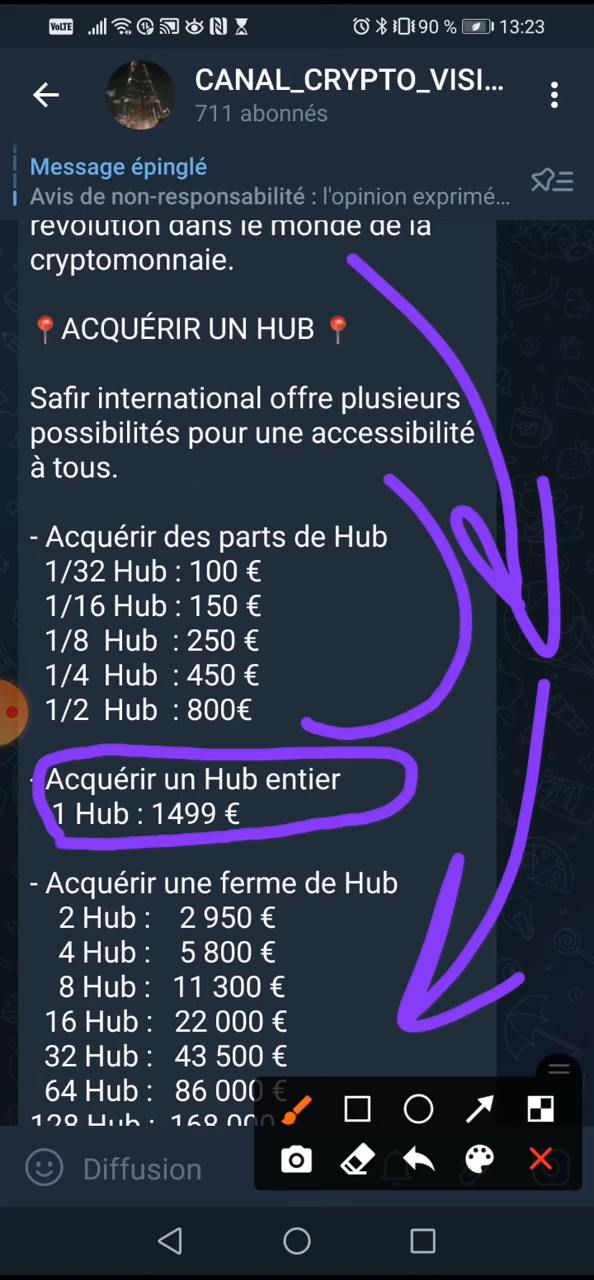 VoLTE 90 % 13:23
CANAL_CRYPTO_VISI...
711 abonnés
Message épinglé
Avis de non-responsabilité : l'opinion exprimé...
révolution dans le monde de la
cryptomonnaie.
📍ACQUÉRIR UN HUB 📍
Safir international offre plusieurs
possibilités pour une accessibilité
à tous.
- Acquérir des parts de Hub
1/32 Hub : 100 €
1/16 Hub : 150 €
1/8 Hub : 250 €
1/4 Hub : 450 €
1/2 Hub : 800€
- Acquérir un Hub entier
1 Hub : 1499 €
- Acquérir une ferme de Hub
2 Hub : 2 950 €
4 Hub : 5 800 €
8 Hub : 11 300 €
16 Hub : 22 000 €
32 Hub : 43 500 €
64 Hub : 86 000 €
128 Hub : 168 000
Diffusion